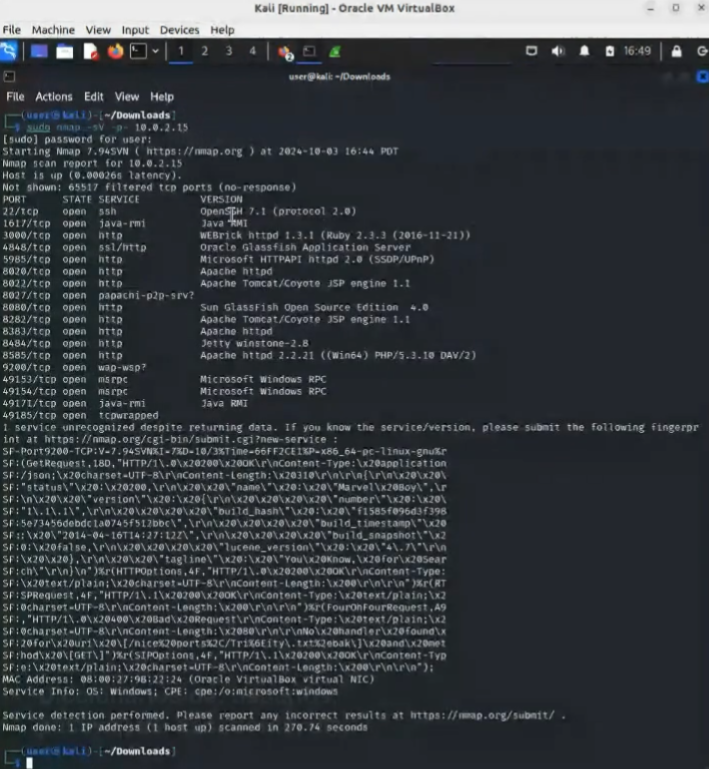 Kali [Running] - Oracle VM VirtualBox
File Machine View Input Devices Help
1 2 3 4 16:49
user@kali: ~/Downloads
File Actions Edit View Help
(user@kali)-[~/Downloads]
$ sudo nmap -sV -p- 10.0.2.15
[sudo] password for user:
Starting Nmap 7.94SVN ( https://nmap.org ) at 2024-10-03 16:44 PDT
Nmap scan report for 10.0.2.15
Host is up (0.00026s latency).
Not shown: 65517 filtered tcp ports (no-response)
PORT STATE SERVICE VERSION
22/tcp open ssh OpenSSH 7.1 (protocol 2.0)
1617/tcp open java-rmi Java RMI
3000/tcp open http WEBrick httpd 1.3.1 (Ruby 2.3.3 (2016-11-21))
4848/tcp open ssl/http Oracle Glassfish Application Server
5985/tcp open http Microsoft HTTPAPI httpd 2.0 (SSDP/UPnP)
8020/tcp open http Apache httpd
8022/tcp open http Apache Tomcat/Coyote JSP engine 1.1
8027/tcp open papachi-p2p-srv?
8080/tcp open http Sun GlassFish Open Source Edition 4.0
8282/tcp open http Apache Tomcat/Coyote JSP engine 1.1
8383/tcp open http Apache httpd
8484/tcp open http Jetty winstone-2.8
8585/tcp open http Apache httpd 2.2.21 ((Win64) PHP/5.3.10 DAV/2)
9200/tcp open wap-wsp?
49153/tcp open msrpc Microsoft Windows RPC
49154/tcp open msrpc Microsoft Windows RPC
49171/tcp open java-rmi Java RMI
49185/tcp open tcpwrapped
1 service unrecognized despite returning data. If you know the service/version, please submit the following fingerpr
int at https://nmap.org/cgi-bin/submit.cgi?new-service :
SF-Port9200-TCP:V=7.94SVN%I=7%D=10/3%Time=66FF2CE1%P=x86_64-pc-linux-gnu%r
SF:(GetRequest,18D,"HTTP/1\.0\x20200\x20OK\r\nContent-Type:\x20application
SF:/json;\x20charset=UTF-8\r\nContent-Length:\x20310\r\n\r\n{\r\n\x20\x20\
SF:"status\"\x20:\x20200,\r\n\x20\x20\"name\"\x20:\x20\"Marvel\x20Boy\",\r
SF:\n\x20\x20\"version\"\x20:\x20{\r\n\x20\x20\x20\x20\"number\"\x20:\x20\
SF:"1\.1\.1\",\r\n\x20\x20\x20\x20\"build_hash\"\x20:\x20\"f1585f096d3f398
SF:5e73456debdc1a0745f512bbc\",\r\n\x20\x20\x20\x20\"build_timestamp\"\x20
SF::\x20\"2014-04-16T14:27:12Z\",\r\n\x20\x20\x20\x20\"build_snapshot\"\x2
SF:0:\x20false,\r\n\x20\x20\x20\x20\"lucene_version\"\x20:\x20\"4\.7\"\r\n
SF:\x20\x20},\r\n\x20\x20\"tagline\"\x20:\x20\"You\x20Know,\x20for\x20Sear
SF:ch\"\r\n}\n")%r(HTTPOptions,4F,"HTTP/1\.0\x20200\x20OK\r\nContent-Type:
SF:\x20text/plain;\x20charset=UTF-8\r\nContent-Length:\x200\r\n\r\n")%r(RT
SF:SPRequest,4F,"HTTP/1\.1\x20200\x20OK\r\nContent-Type:\x20text/plain;\x2
SF:0charset=UTF-8\r\nContent-Length:\x200\r\n\r\n")%r(FourOhFourRequest,A9
SF:,"HTTP/1\.0\x20400\x20Bad\x20Request\r\nContent-Type:\x20text/plain;\x2
SF:0charset=UTF-8\r\nContent-Length:\x2080\r\n\r\nNo\x20handler\x20found\x
SF:20for\x20uri\x20\[/nice%20ports%2C/Tri%6Eity\.txt%2ebak\]\x20and\x20met
SF:hod\x20\[GET\]")%r(SIPOptions,4F,"HTTP/1\.1\x20200\x20OK\r\nContent-Typ
SF:e:\x20text/plain;\x20charset=UTF-8\r\nContent-Length:\x200\r\n\r\n");
MAC Address: 08:00:27:98:22:24 (Oracle VirtualBox virtual NIC)
Service Info: OS: Windows; CPE: cpe:/o:microsoft:windows
Service detection performed. Please report any incorrect results at https://nmap.org/submit/ .
Nmap done: 1 IP address (1 host up) scanned in 270.74 seconds
(user@kali)-[~/Downloads]
$